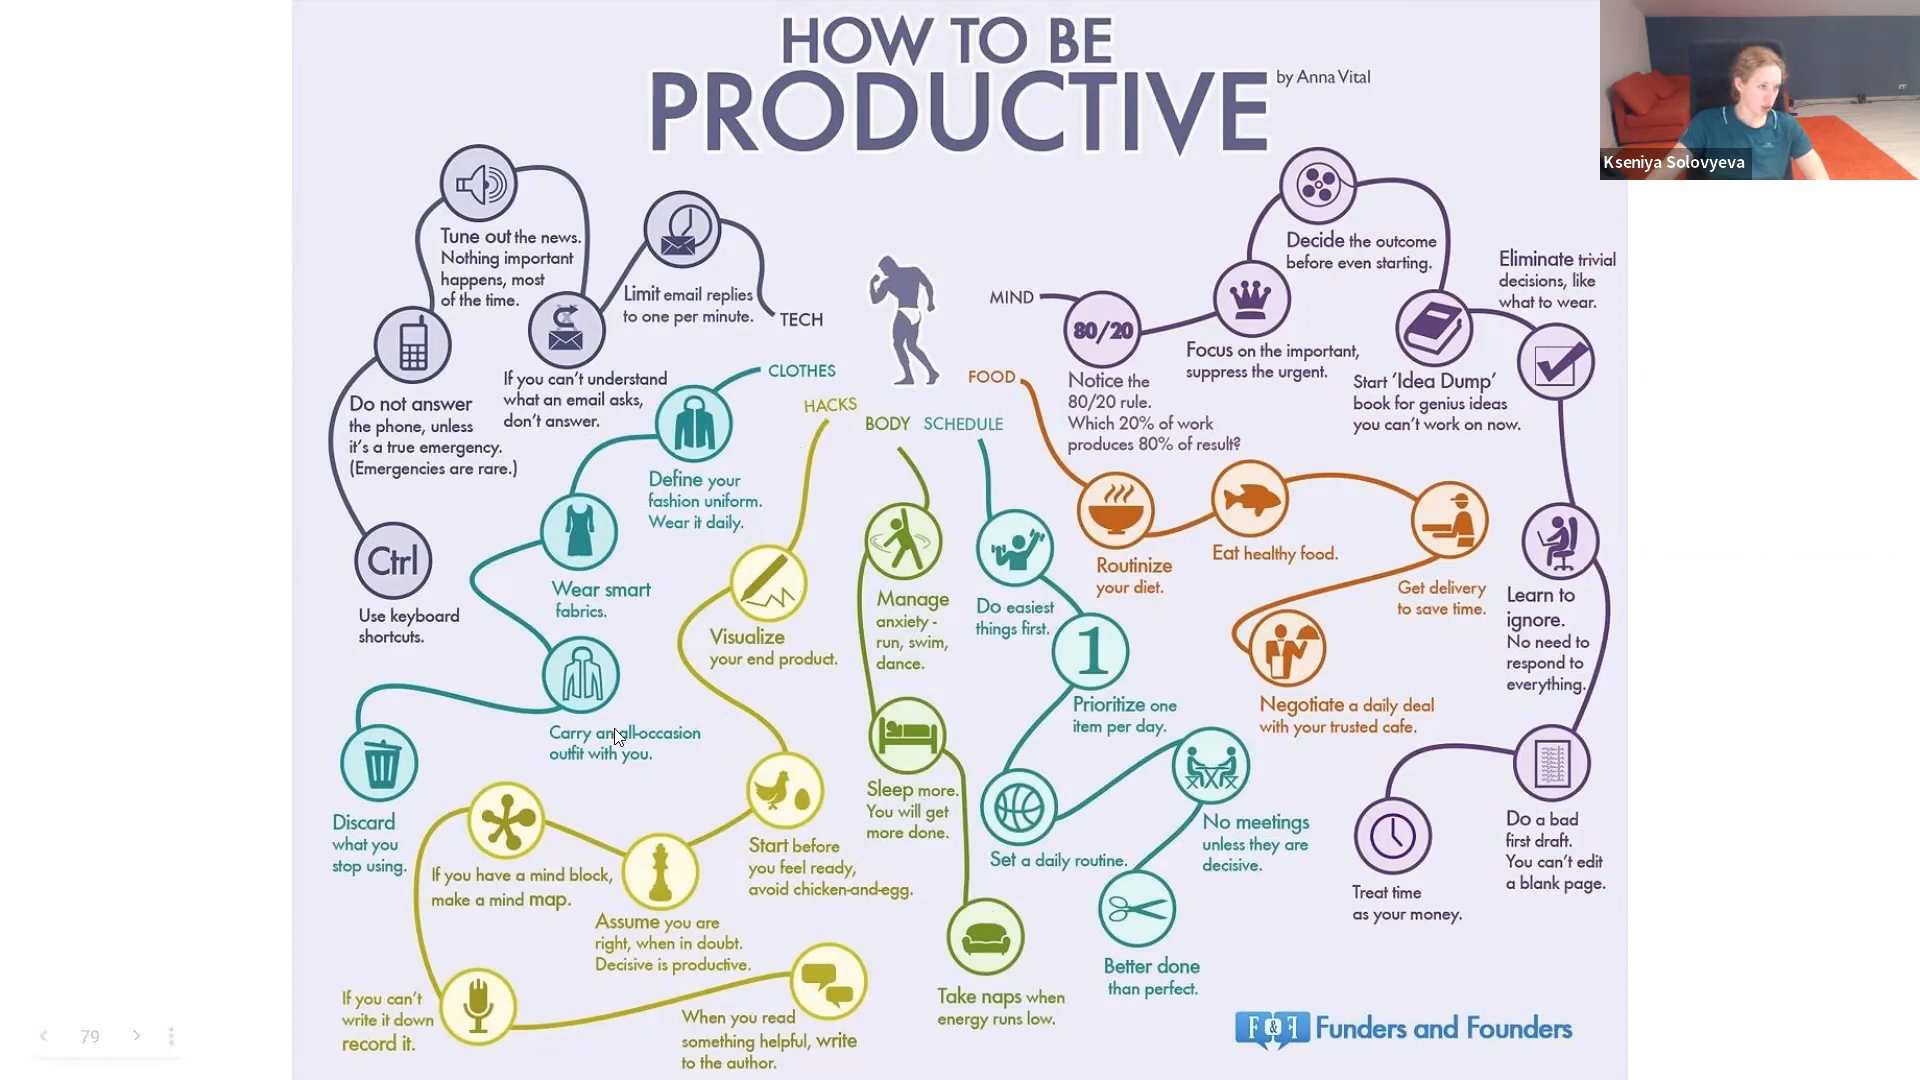 HOW TO BE
PRODUCTIVE
by Anna Vital
Kseniya Solovyeva
Tune out the news.
Nothing important
happens, most
of the time.
Limit email replies
to one per minute.
TECH
Do not answer
the phone, unless
it's a true emergency.
(Emergencies are rare.)
If you can't understand
what an email asks,
don't answer.
Ctrl
Use keyboard
shortcuts.
CLOTHES
Define your
fashion uniform.
Wear it daily.
Wear smart
fabrics.
Carry an all-occasion
outfit with you.
Discard
what you
stop using.
HACKS
Visualize
your end product.
Start before
you feel ready,
avoid chicken-and-egg.
Assume you are
right, when in doubt.
Decisive is productive.
If you have a mind block,
make a mind map.
If you can't
write it down
record it.
When you read
something helpful, write
to the author.
BODY
Manage
anxiety -
run, swim,
dance.
Sleep more.
You will get
more done.
Take naps when
energy runs low.
SCHEDULE
Do easiest
things first.
1
Prioritize one
item per day.
Set a daily routine.
No meetings
unless they are
decisive.
Better done
than perfect.
FOOD
Routinize
your diet.
Eat healthy food.
Get delivery
to save time.
Negotiate a daily deal
with your trusted cafe.
MIND
80/20
Notice the
80/20 rule.
Which 20% of work
produces 80% of result?
Focus on the important,
suppress the urgent.
Decide the outcome
before even starting.
Start 'Idea Dump'
book for genius ideas
you can't work on now.
Eliminate trivial
decisions, like
what to wear.
Learn to
ignore.
No need to
respond to
everything.
Do a bad
first draft.
You can't edit
a blank page.
Treat time
as your money.
F&F Funders and Founders
79